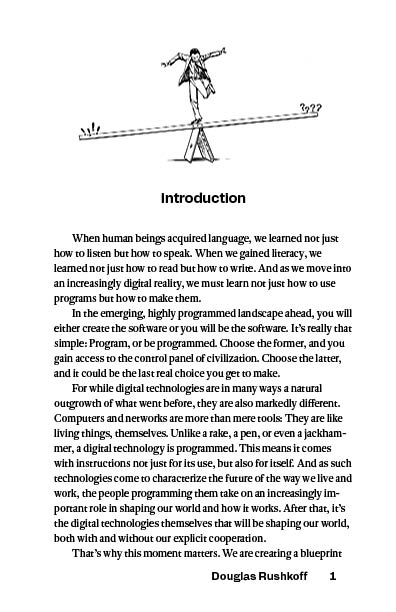 !!!
????
Introduction
When human beings acquired language, we learned not just
how to listen but how to speak. When we gained literacy, we
learned not just how to read but how to write. And as we move into
an increasingly digital reality, we must learn not just how to use
programs but how to make them.
In the emerging, highly programmed landscape ahead, you will
either create the software or you will be the software. It's really that
simple: Program, or be programmed. Choose the former, and you
gain access to the control panel of civilization. Choose the latter,
and it could be the last real choice you get to make.
For while digital technologies are in many ways a natural
outgrowth of what went before, they are also markedly different.
Computers and networks are more than mere tools: They are like
living things, themselves. Unlike a rake, a pen, or even a jackham-
mer, a digital technology is programmed. This means it comes
with instructions not just for its use, but also for itself. And as such
technologies come to characterize the future of the way we live and
work, the people programming them take on an increasingly im-
portant role in shaping our world and how it works. After that, it's
the digital technologies themselves that will be shaping our world,
both with and without our explicit cooperation.
That's why this moment matters. We are creating a blueprint
Douglas Rushkoff 1